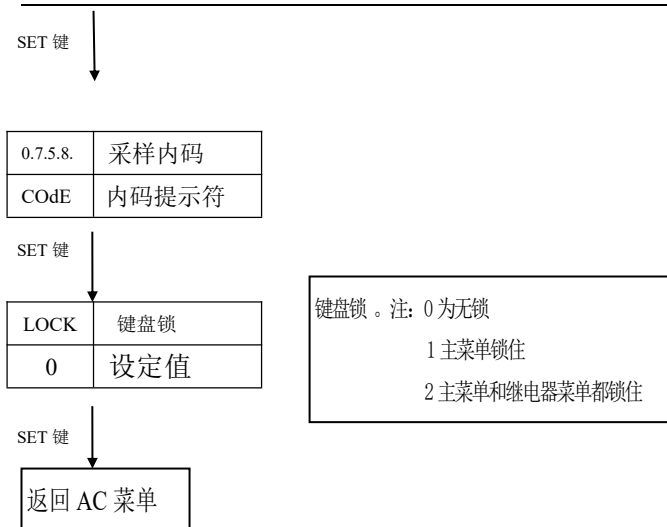 SET 键
0.7.5.8. 采样内码
COdE 内码提示符
SET 键
LOCK 键盘锁
0 设定值
键盘锁 。注: 0 为无锁
1 主菜单锁住
2 主菜单和继电器菜单都锁住
SET 键
返回 AC 菜单